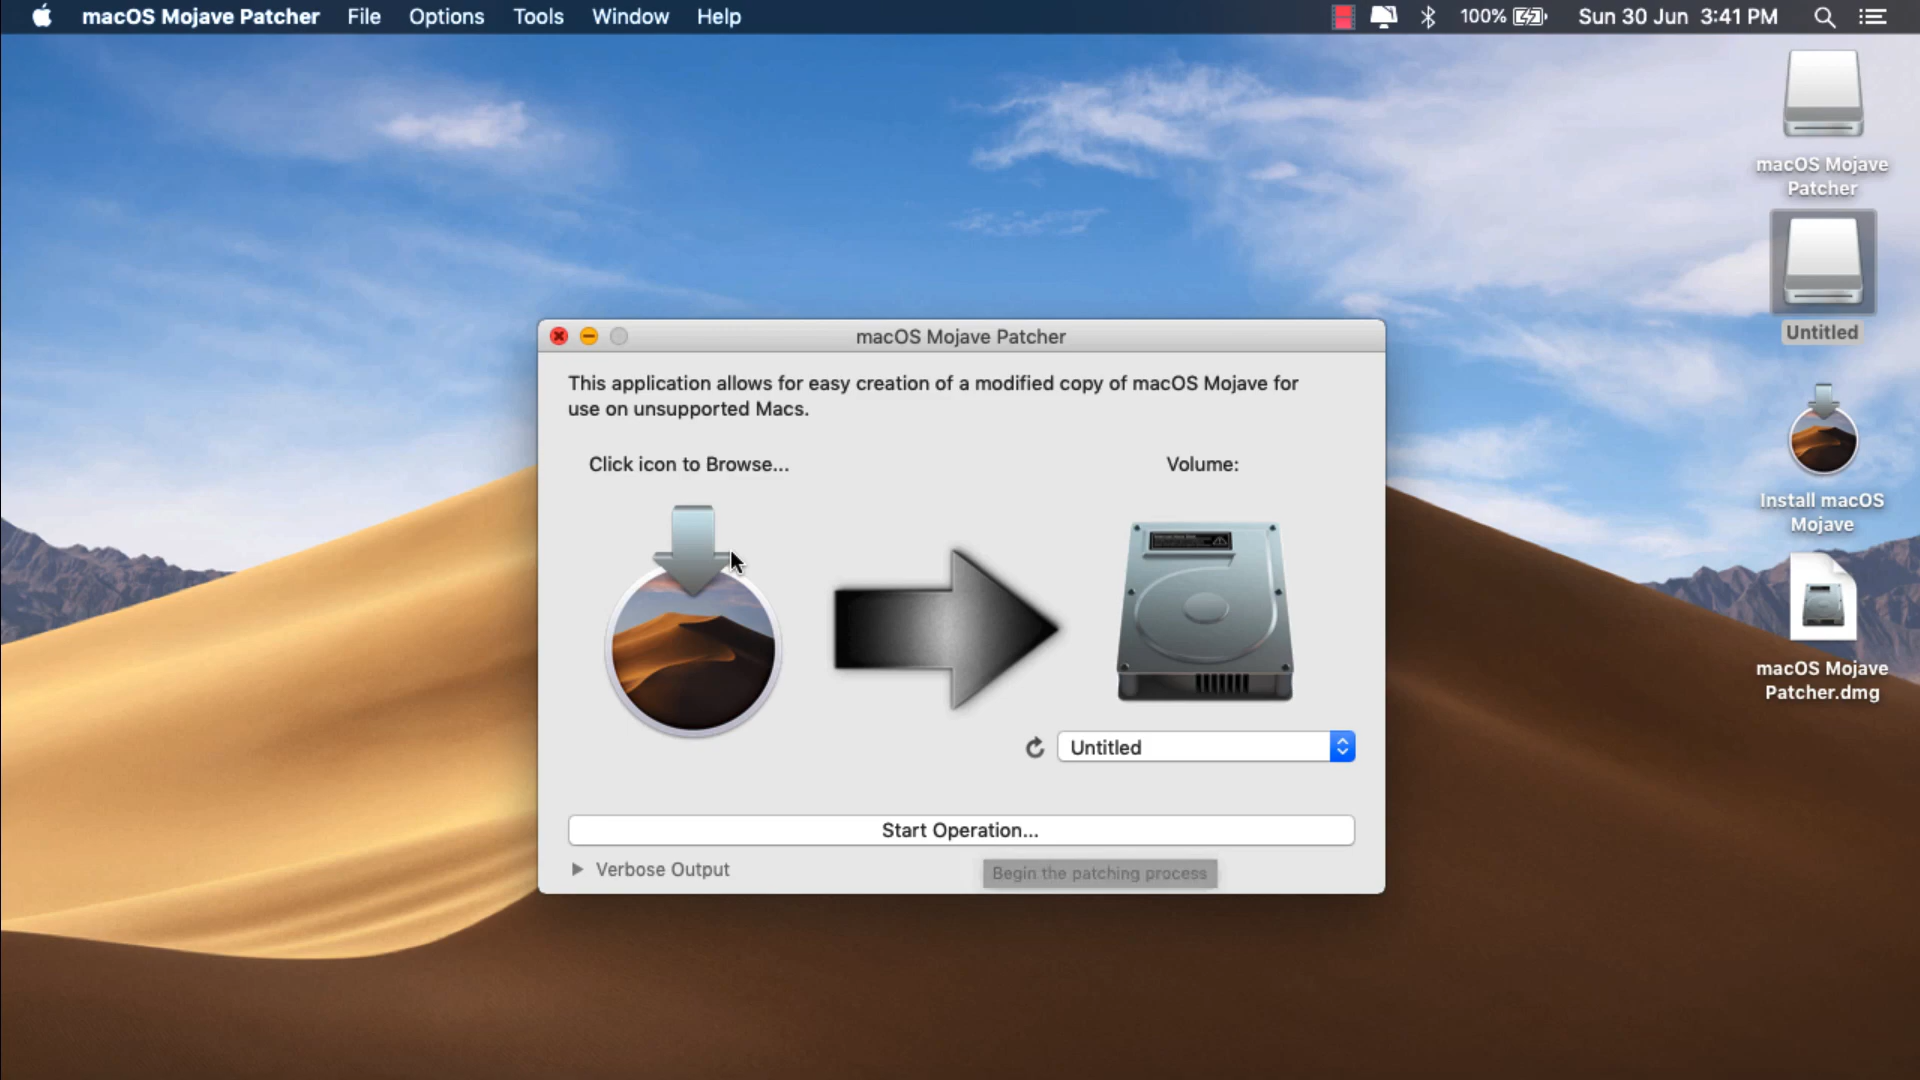 macOS Mojave Patcher File Options Tools Window Help 100% Sun 30 Jun 3:41 PM
macOS Mojave
Patcher
Untitled
Install macOS
Mojave
macOS Mojave
Patcher.dmg
macOS Mojave Patcher
This application allows for easy creation of a modified copy of macOS Mojave for
use on unsupported Macs.
Click icon to Browse... Volume:
Untitled
Start Operation...
Verbose Output
Begin the patching process